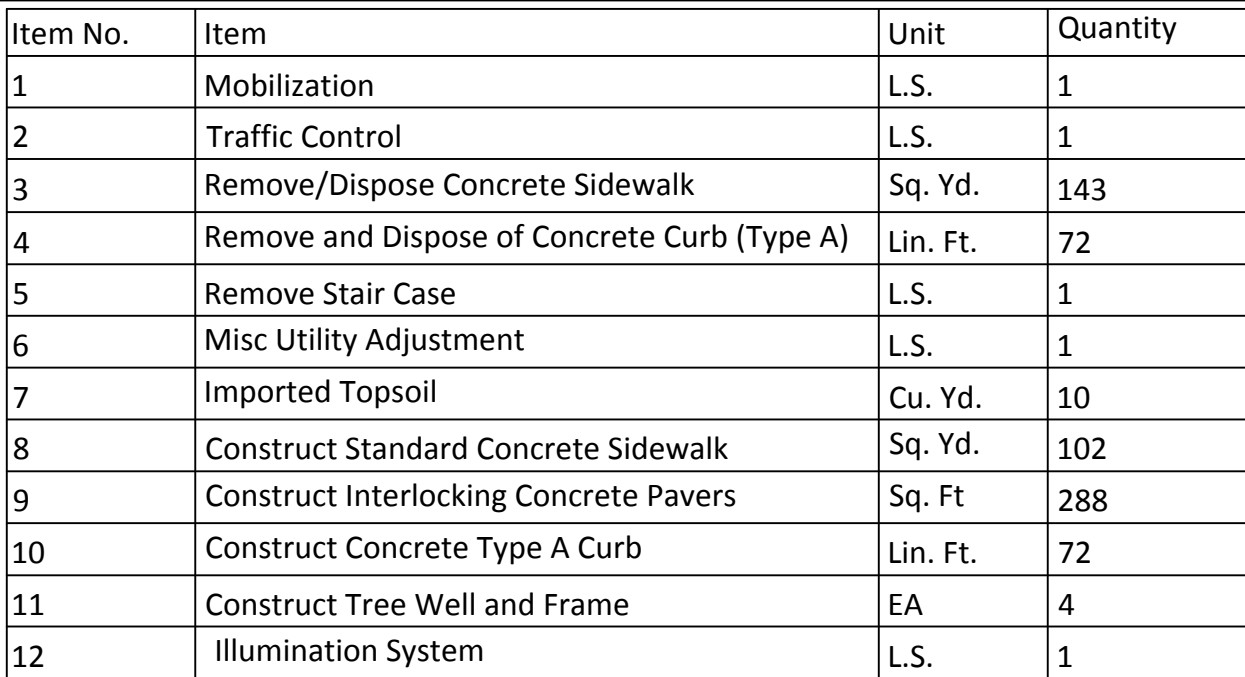 Item No. Item Unit Quantity
1 Mobilization L.S. 1
2 Traffic Control L.S. 1
3 Remove/Dispose Concrete Sidewalk Sq. Yd. 143
4 Remove and Dispose of Concrete Curb (Type A) Lin. Ft. 72
5 Remove Stair Case L.S. 1
6 Misc Utility Adjustment L.S. 1
7 Imported Topsoil Cu. Yd. 10
8 Construct Standard Concrete Sidewalk Sq. Yd. 102
9 Construct Interlocking Concrete Pavers Sq. Ft 288
10 Construct Concrete Type A Curb Lin. Ft. 72
11 Construct Tree Well and Frame EA 4
12 Illumination System L.S. 1